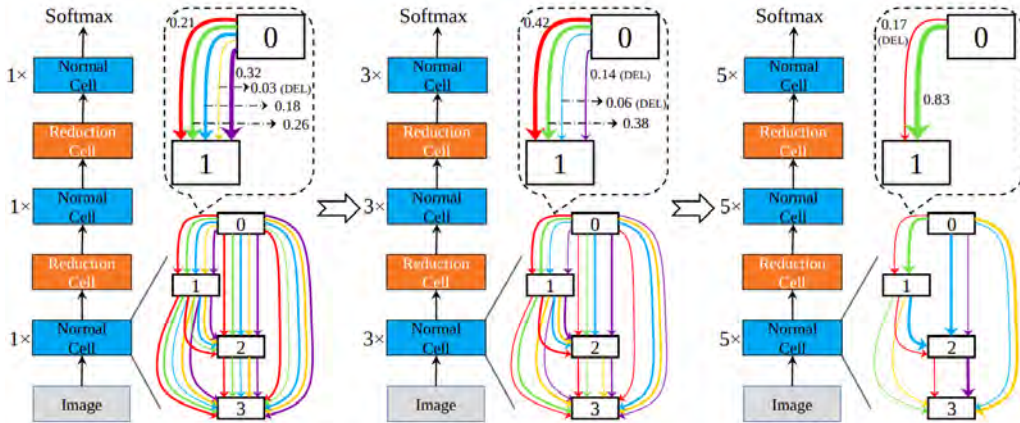 Softmax
1×
Normal
Cell
Reduction
Cell
1×
Normal
Cell
Reduction
Cell
1×
Normal
Cell
Image
0.21
0
0.32
0.03 (DEL)
0.18
0.26
1
0
1
2
3
Softmax
3×
Normal
Cell
Reduction
Cell
3×
Normal
Cell
Reduction
Cell
3×
Normal
Cell
Image
0.42
0
0.14 (DEL)
0.06 (DEL)
0.38
1
0
1
2
3
Softmax
5×
Normal
Cell
Reduction
Cell
5×
Normal
Cell
Reduction
Cell
5×
Normal
Cell
Image
0.17
(DEL)
0
0.83
1
0
1
2
3